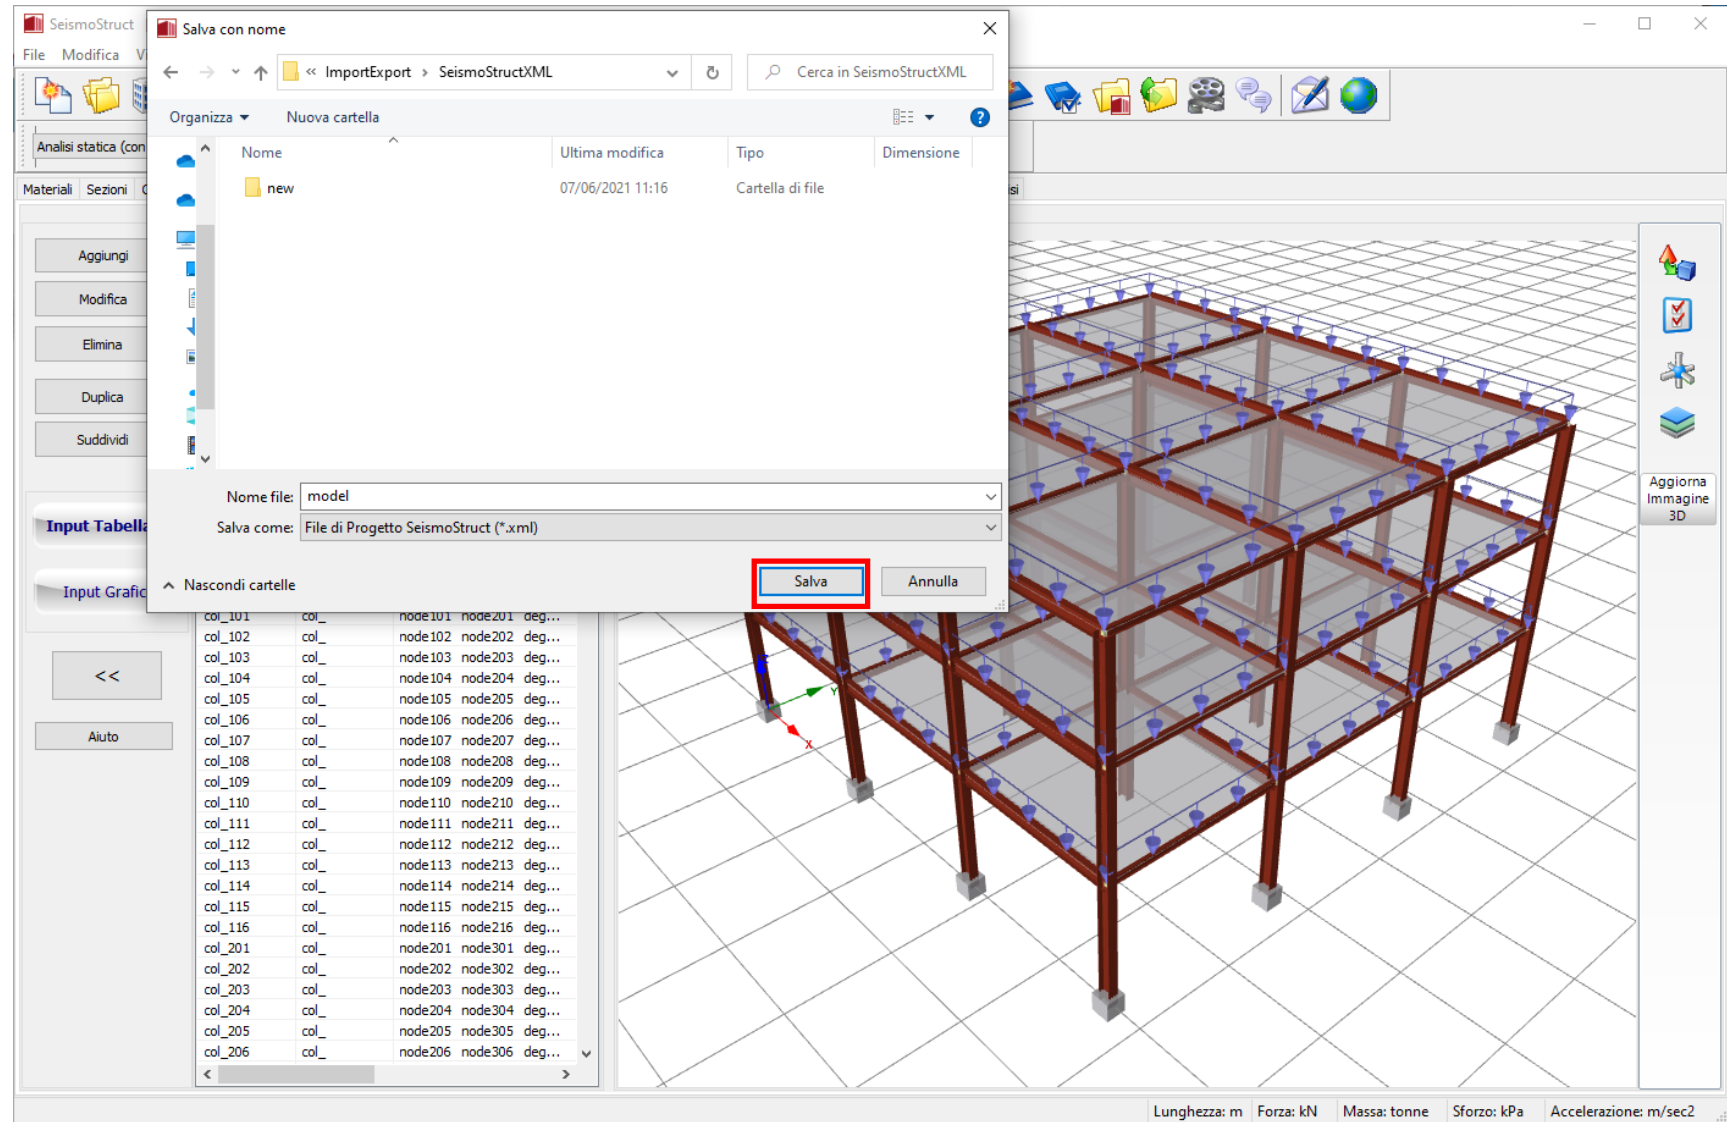 SeismoStruct
Salva con nome
File Modifica Vi
« ImportExport › SeismoStructXML
Cerca in SeismoStructXML
Organizza
Nuova cartella
?
Analisi statica (con
Nome
Ultima modifica
Tipo
Dimensione
new
07/06/2021 11:16
Cartella di file
Materiali Sezioni
si
Aggiungi
Modifica
Elimina
Duplica
Suddividi
Input Tabella
Input Grafic
<<
Aiuto
Nome file: model
Salva come: File di Progetto SeismoStruct (*.xml)
Nascondi cartelle
Salva
Annulla
Aggiorna
Immagine
3D
col_101 col_ node101 node201 deg...
col_102 col_ node102 node202 deg...
col_103 col_ node103 node203 deg...
col_104 col_ node104 node204 deg...
col_105 col_ node105 node205 deg...
col_106 col_ node106 node206 deg...
col_107 col_ node107 node207 deg...
col_108 col_ node108 node208 deg...
col_109 col_ node109 node209 deg...
col_110 col_ node110 node210 deg...
col_111 col_ node111 node211 deg...
col_112 col_ node112 node212 deg...
col_113 col_ node113 node213 deg...
col_114 col_ node114 node214 deg...
col_115 col_ node115 node215 deg...
col_116 col_ node116 node216 deg...
col_201 col_ node201 node301 deg...
col_202 col_ node202 node302 deg...
col_203 col_ node203 node303 deg...
col_204 col_ node204 node304 deg...
col_205 col_ node205 node305 deg...
col_206 col_ node206 node306 deg...
Y
X
Lunghezza: m Forza: kN Massa: tonne Sforzo: kPa Accelerazione: m/sec2